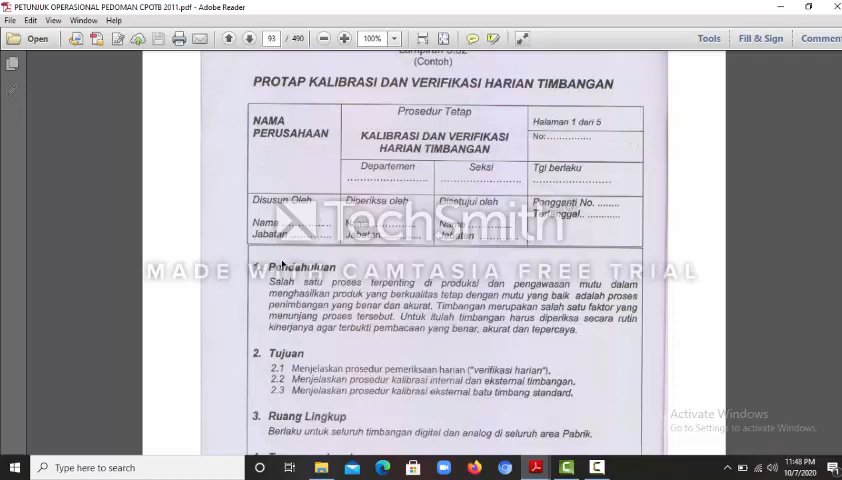 PETUNJUK OPERASIONAL PEDOMAN CPOTB 2011.pdf - Adobe Reader
File Edit View Window Help
Open 93 / 490 100% Tools Fill & Sign Comment
(Contoh)
PROTAP KALIBRASI DAN VERIFIKASI HARIAN TIMBANGAN
NAMA PERUSAHAAN
Prosedur Tetap
KALIBRASI DAN VERIFIKASI HARIAN TIMBANGAN
Halaman 1 dari 5
No: ..............
Departemen
Seksi
Tgl berlaku
Disusun Oleh
Nama ..............
Jabatan ............
Diperiksa oleh
Nama ..............
Jabatan ............
Disetujui oleh
Nama ..............
Jabatan ............
Pengganti No. ........
Tertanggal.. ............
TechSmith
MADE WITH CAMTASIA FREE TRIAL
1. Pendahuluan
Salah satu proses terpenting di produksi dan pengawasan mutu dalam
menghasilkan produk yang berkualitas tetap dengan mutu yang baik adalah proses
penimbangan yang benar dan akurat. Timbangan merupakan salah satu faktor yang
menunjang proses tersebut. Untuk itulah timbangan harus diperiksa secara rutin
kinerjanya agar terbukti pembacaan yang benar, akurat dan tepercaya.
2. Tujuan
2.1 Menjelaskan prosedur pemeriksaan harian ("verifikasi harian").
2.2 Menjelaskan prosedur kalibrasi internal dan eksternal timbangan.
2.3 Menjelaskan prosedur kalibrasi eksternal batu timbang standard.
3. Ruang Lingkup
Berlaku untuk seluruh timbangan digital dan analog di seluruh area Pabrik.
Activate Windows
Go to Settings to activate Windows.
Type here to search
11:48 PM
10/7/2020